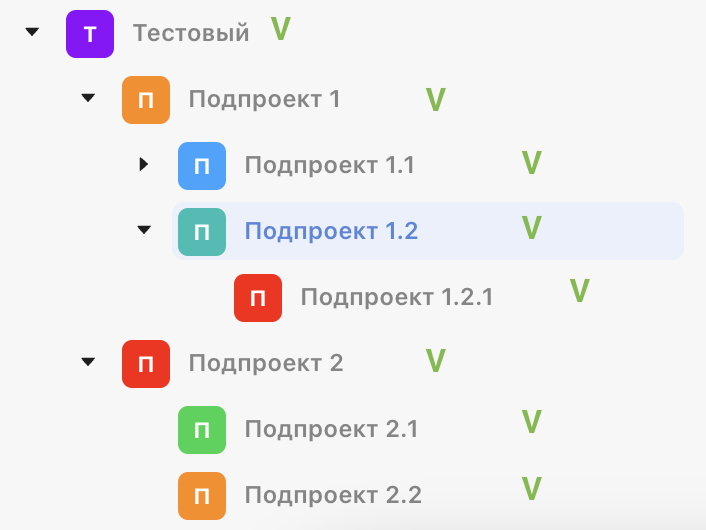 Т Тестовый V
П Подпроект 1 V
П Подпроект 1.1 V
П Подпроект 1.2 V
П Подпроект 1.2.1 V
П Подпроект 2 V
П Подпроект 2.1 V
П Подпроект 2.2 V